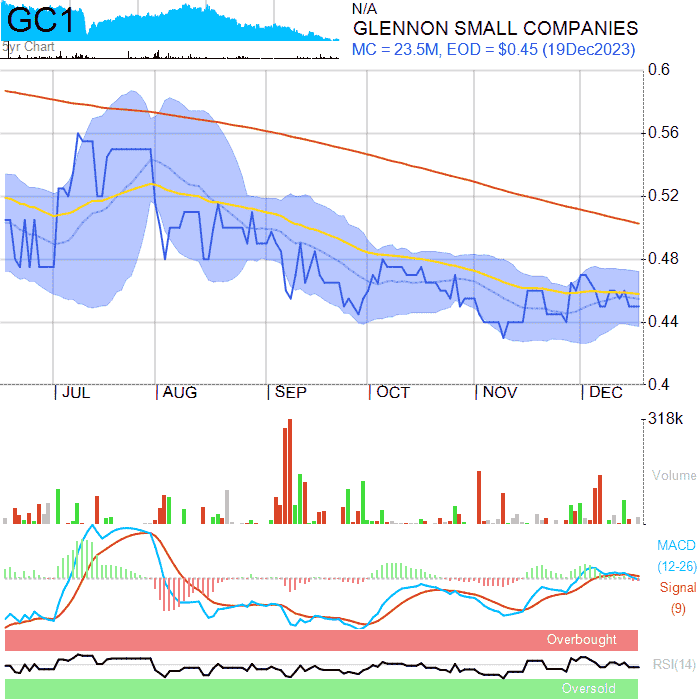 GC1
5yr Chart
N/A
GLENNON SMALL COMPANIES
MC = 23.5M, EOD = $0.45 (19Dec2023)
0.6
0.56
0.52
0.48
0.44
0.4
JUL AUG SEP OCT NOV DEC
318k
Volume
MACD
(12-26)
Signal
(9)
Overbought
RSI(14)
Oversold